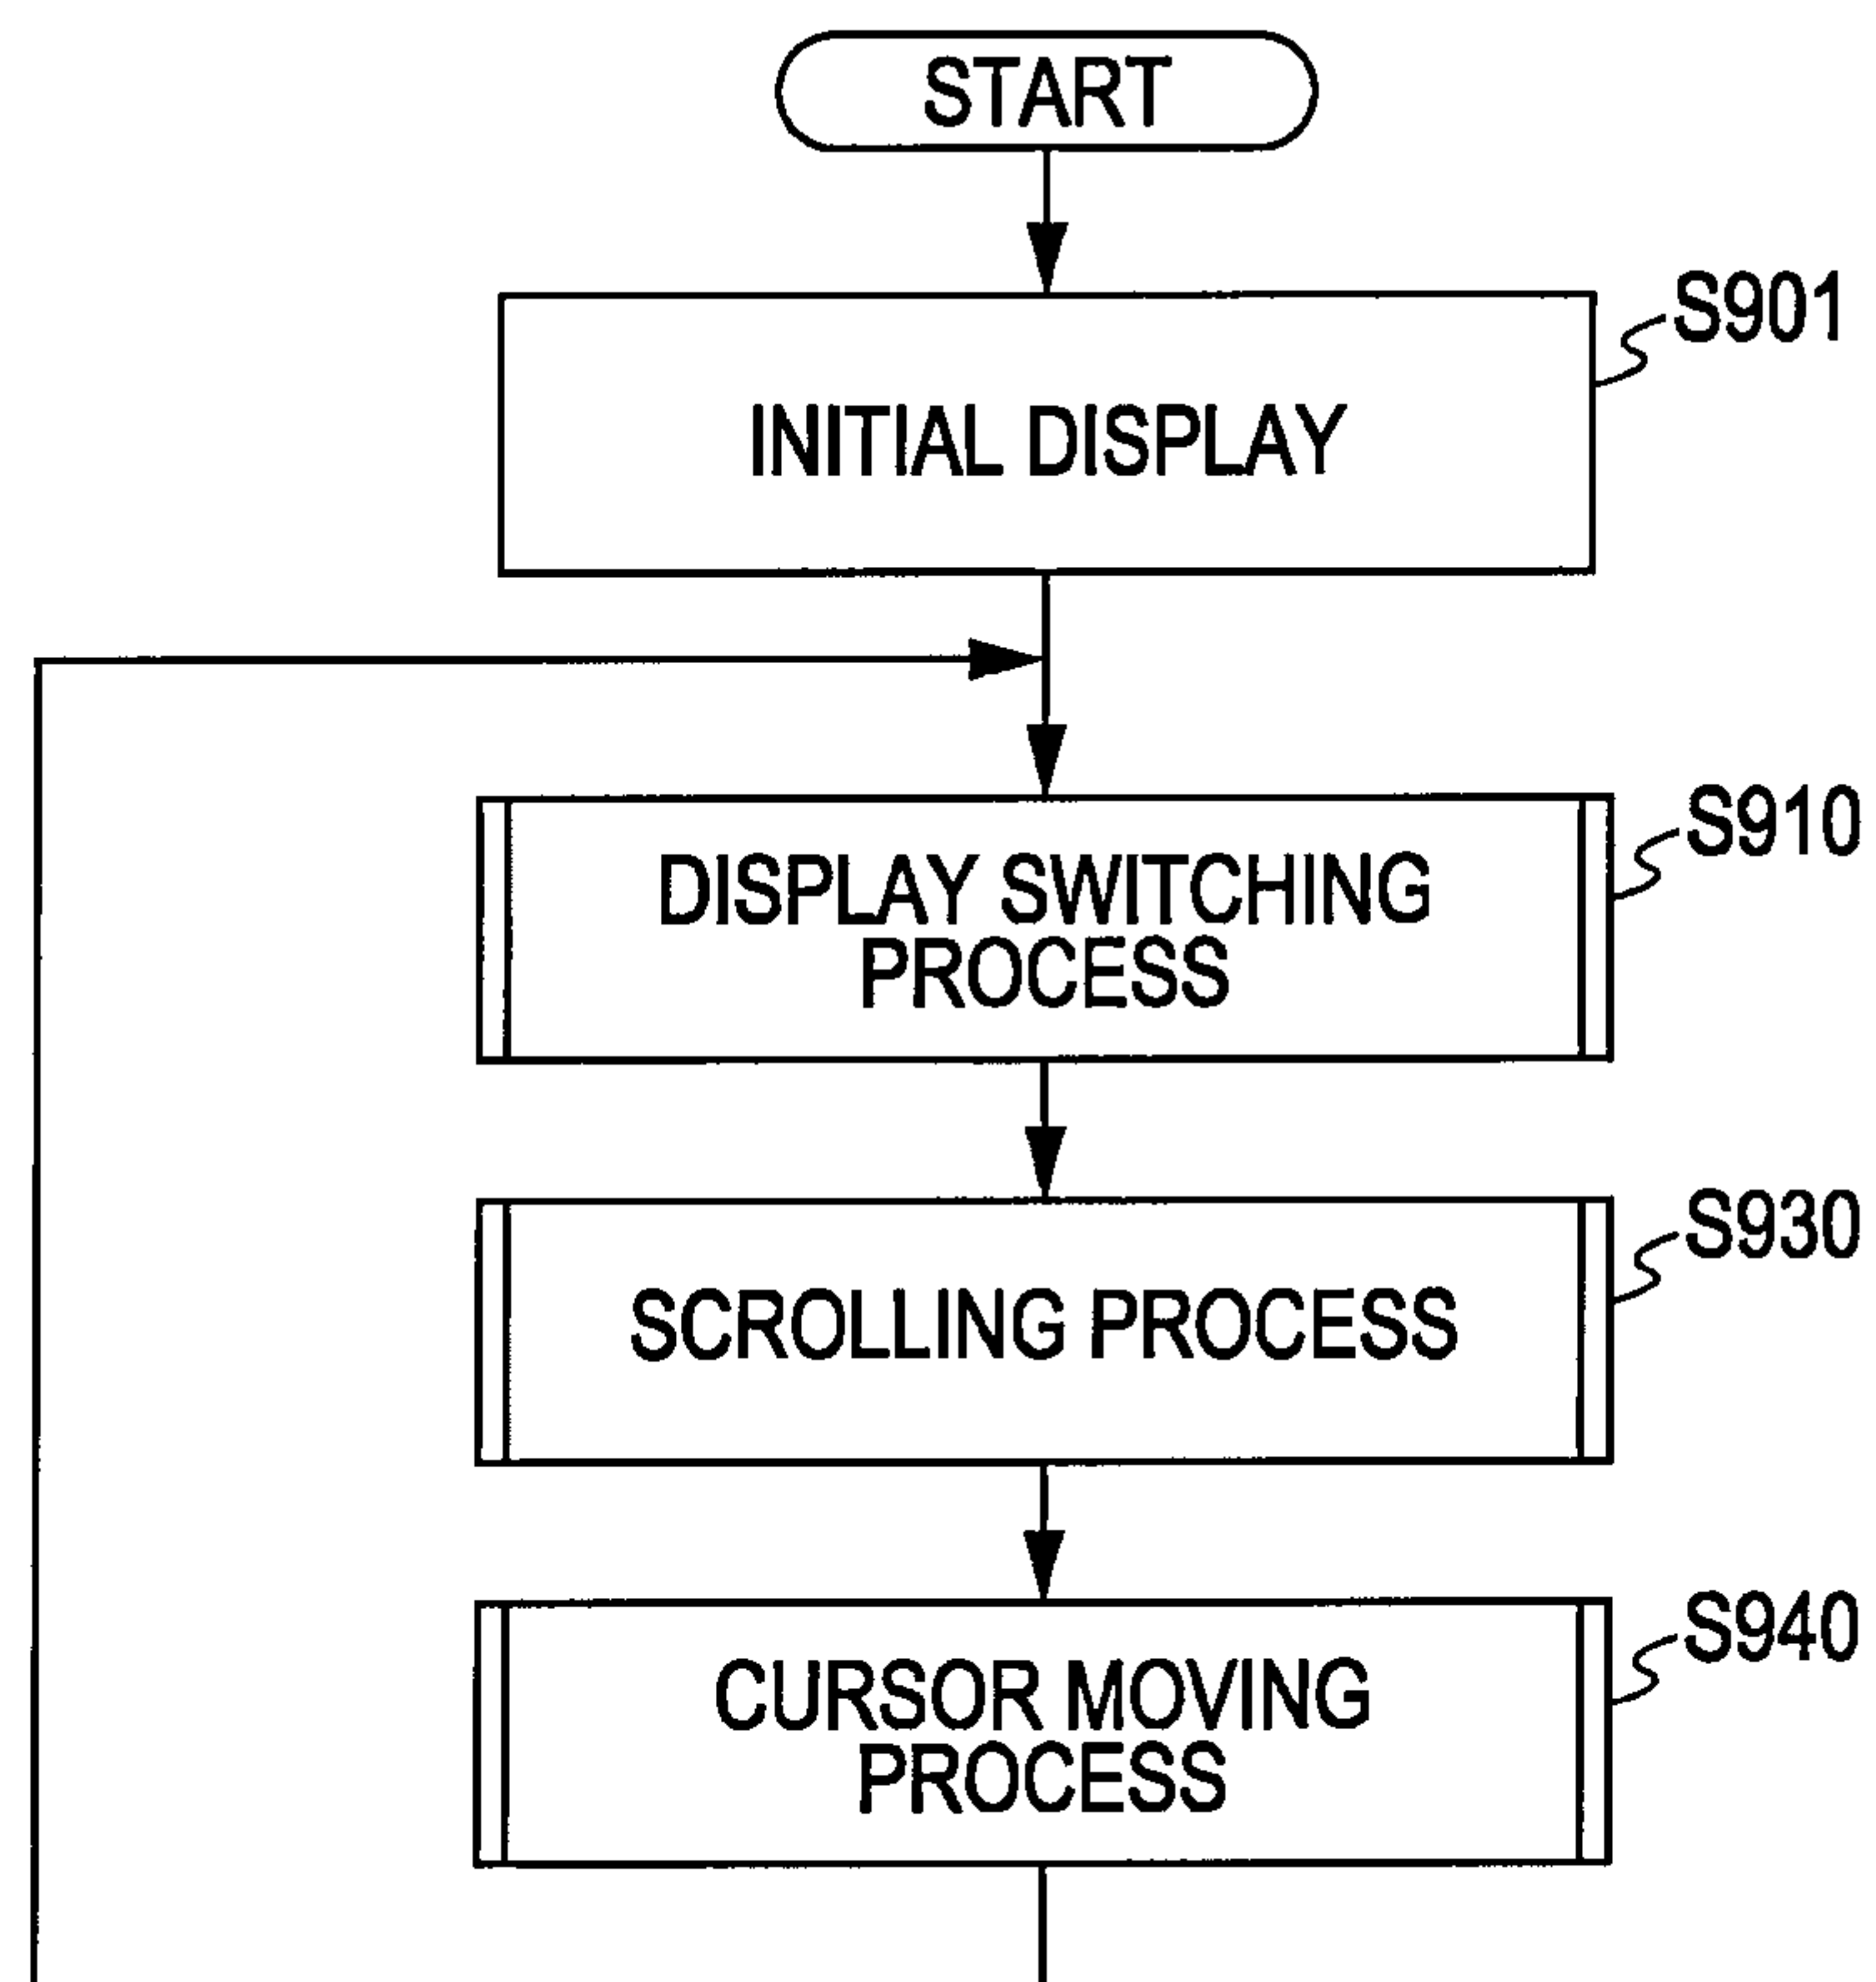 START
S901
INITIAL DISPLAY
S910
DISPLAY SWITCHING
PROCESS
S930
SCROLLING PROCESS
S940
CURSOR MOVING
PROCESS